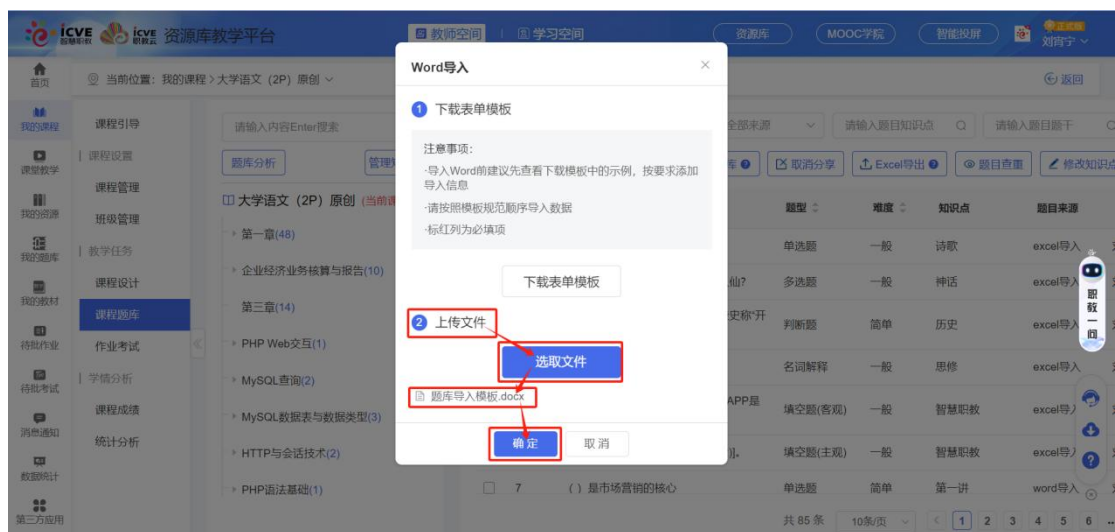 icve 智慧职教 icve 职教云 资源库教学平台
教师空间
学习空间
资源库
MOOC学院
智能投屏
正式版
刘宵宁
首页
当前位置：我的课程>大学语文（2P）原创
返回
我的课程
课堂教学
我的资源
我的题库
我的教材
待批作业
待批考试
消息通知
数据统计
第三方应用
课程引导
课程设置
课程管理
班级管理
教学任务
课程设计
课程题库
作业考试
学情分析
课程成绩
统计分析
请输入内容Enter搜索
题库分析
大学语文（2P）原创
第一章(48)
企业经济业务核算与报告(10)
第三章(14)
PHP Web交互(1)
MySQL查询(2)
MySQL数据表与数据类型(3)
HTTP与会话技术(2)
PHP语法基础(1)
Word导入
1 下载表单模板
注意事项：
·导入Word前建议先查看下载模板中的示例，按要求添加
导入信息
·请按照模板规范顺序导入数据
·标红列为必填项
下载表单模板
2 上传文件
选取文件
题库导入模板.docx
确定
取消
全部来源
请输入题目知识点
请输入题目题干
取消分享
Excel导出
题目查重
修改知识点
题型 难度 知识点 题目来源
单选题 一般 诗歌 excel导入
仙? 多选题 一般 神话 excel导入
史称“开 判断题 简单 历史 excel导入
名词解释 一般 思修 excel导入
APP是 填空题(客观) 一般 智慧职教 excel导入
)]。 填空题(主观) 一般 智慧职教 excel导入
7 （ ）是市场营销的核心 单选题 简单 第一讲 word导入
共 85 条 10条/页 1 2 3 4 5 6
职教一问